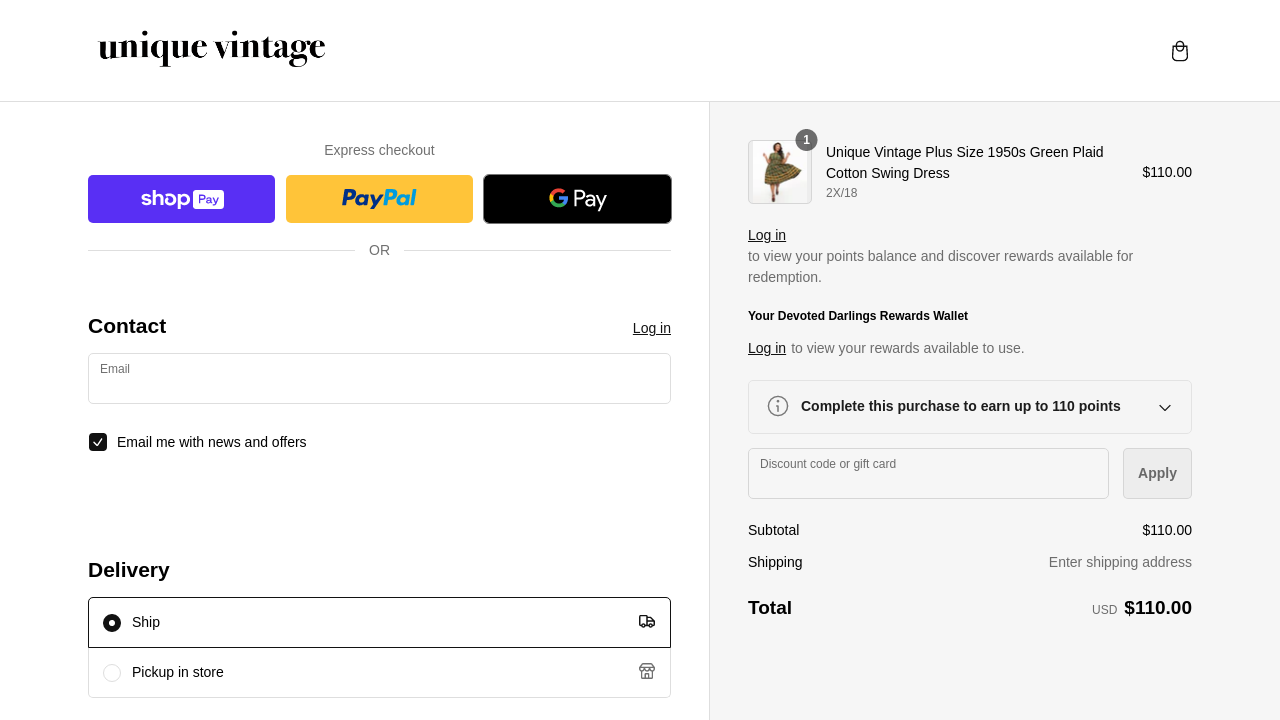 unique vintage
Express checkout
shop Pay
PayPal
G Pay
OR
Contact
Log in
Email
Email me with news and offers
Delivery
Ship
Pickup in store
1
Unique Vintage Plus Size 1950s Green Plaid
Cotton Swing Dress
2X/18
$110.00
Log in
to view your points balance and discover rewards available for
redemption.
Your Devoted Darlings Rewards Wallet
Log in to view your rewards available to use.
Complete this purchase to earn up to 110 points
Discount code or gift card
Apply
Subtotal
$110.00
Shipping
Enter shipping address
Total
USD $110.00